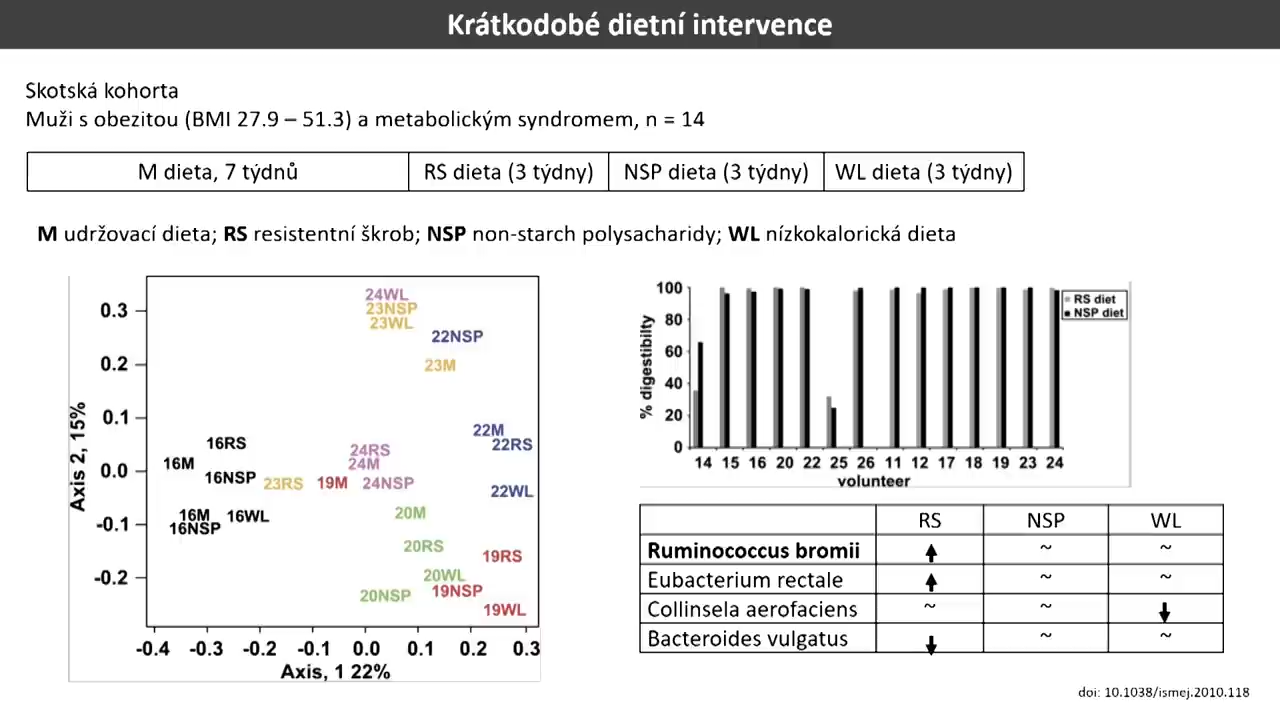 Krátkodobé dietní intervence
Skotská kohorta
Muži s obezitou (BMI 27.9 – 51.3) a metabolickým syndromem, n = 14
M dieta, 7 týdnů RS dieta (3 týdny) NSP dieta (3 týdny) WL dieta (3 týdny)
M udržovací dieta; RS resistentní škrob; NSP non-starch polysacharidy; WL nízkokalorická dieta
Axis 2, 15%
0.3
0.2
0.1
0.0
-0.1
-0.2
24WL
23NSP
23WL
22NSP
23M
22M
22RS
16RS
24RS
16M
24M
16NSP
23RS
19M
24NSP
22WL
16M
16WL
20M
16NSP
20RS
19RS
20WL
20NSP
19NSP
19WL
-0.4 -0.3 -0.2 -0.1 0.0 0.1 0.2 0.3
Axis, 1 22%
% digestibilty
100
80
60
40
20
0
RS diet
NSP diet
14 15 16 20 22 25 26 11 12 17 18 19 23 24
volunteer
RS NSP WL
Ruminococcus bromii ↑ ~ ~
Eubacterium rectale ↑ ~ ~
Collinsela aerofaciens ~ ~ ↓
Bacteroides vulgatus ↓ ~ ~
doi: 10.1038/ismej.2010.118